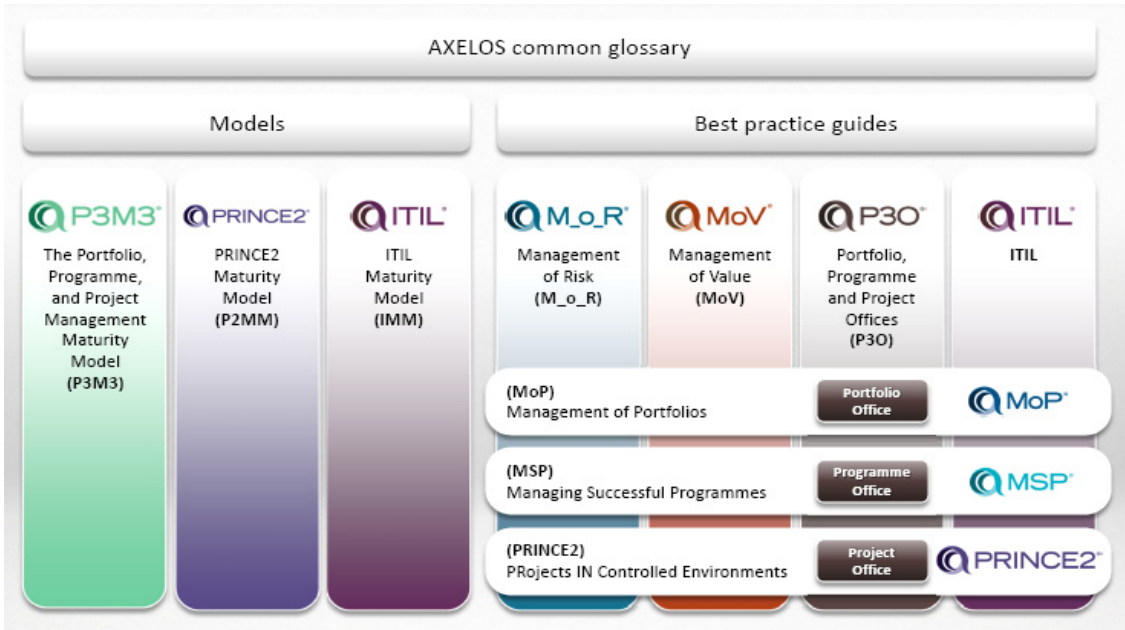 AXELOS common glossary
Models
Best practice guides
P3M3®
The Portfolio,
Programme,
and Project
Management
Maturity
Model
(P3M3)
PRINCE2®
PRINCE2
Maturity
Model
(P2MM)
ITIL®
ITIL
Maturity
Model
(IMM)
M_o_R®
Management
of Risk
(M_o_R)
MoV®
Management
of Value
(MoV)
P3O®
Portfolio,
Programme
and Project
Offices
(P3O)
ITIL®
ITIL
(MoP)
Management of Portfolios
Portfolio
Office
MoP®
(MSP)
Managing Successful Programmes
Programme
Office
MSP®
(PRINCE2)
PRojects IN Controlled Environments
Project
Office
PRINCE2®